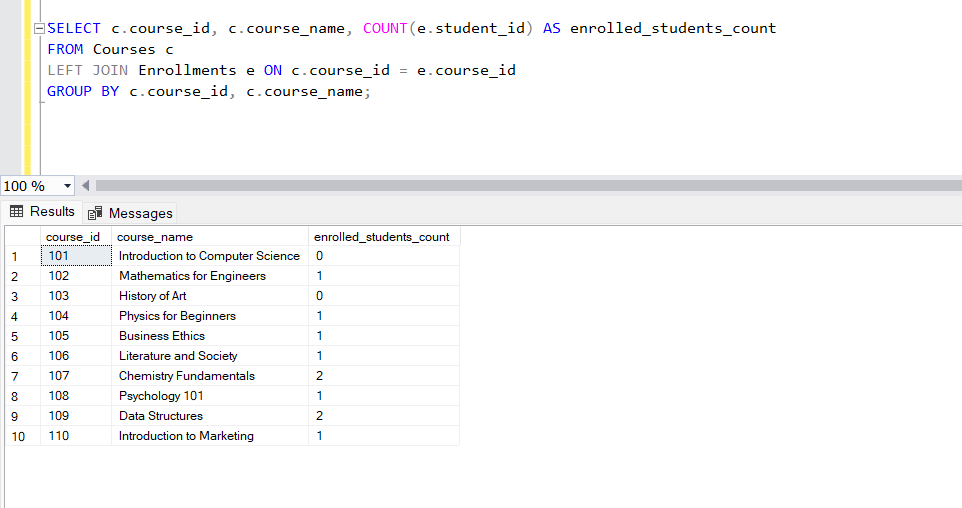 SELECT c.course_id, c.course_name, COUNT(e.student_id) AS enrolled_students_count
FROM Courses c
LEFT JOIN Enrollments e ON c.course_id = e.course_id
GROUP BY c.course_id, c.course_name;
100 %
Results Messages
course_id course_name enrolled_students_count
1 101 Introduction to Computer Science 0
2 102 Mathematics for Engineers 1
3 103 History of Art 0
4 104 Physics for Beginners 1
5 105 Business Ethics 1
6 106 Literature and Society 1
7 107 Chemistry Fundamentals 2
8 108 Psychology 101 1
9 109 Data Structures 2
10 110 Introduction to Marketing 1